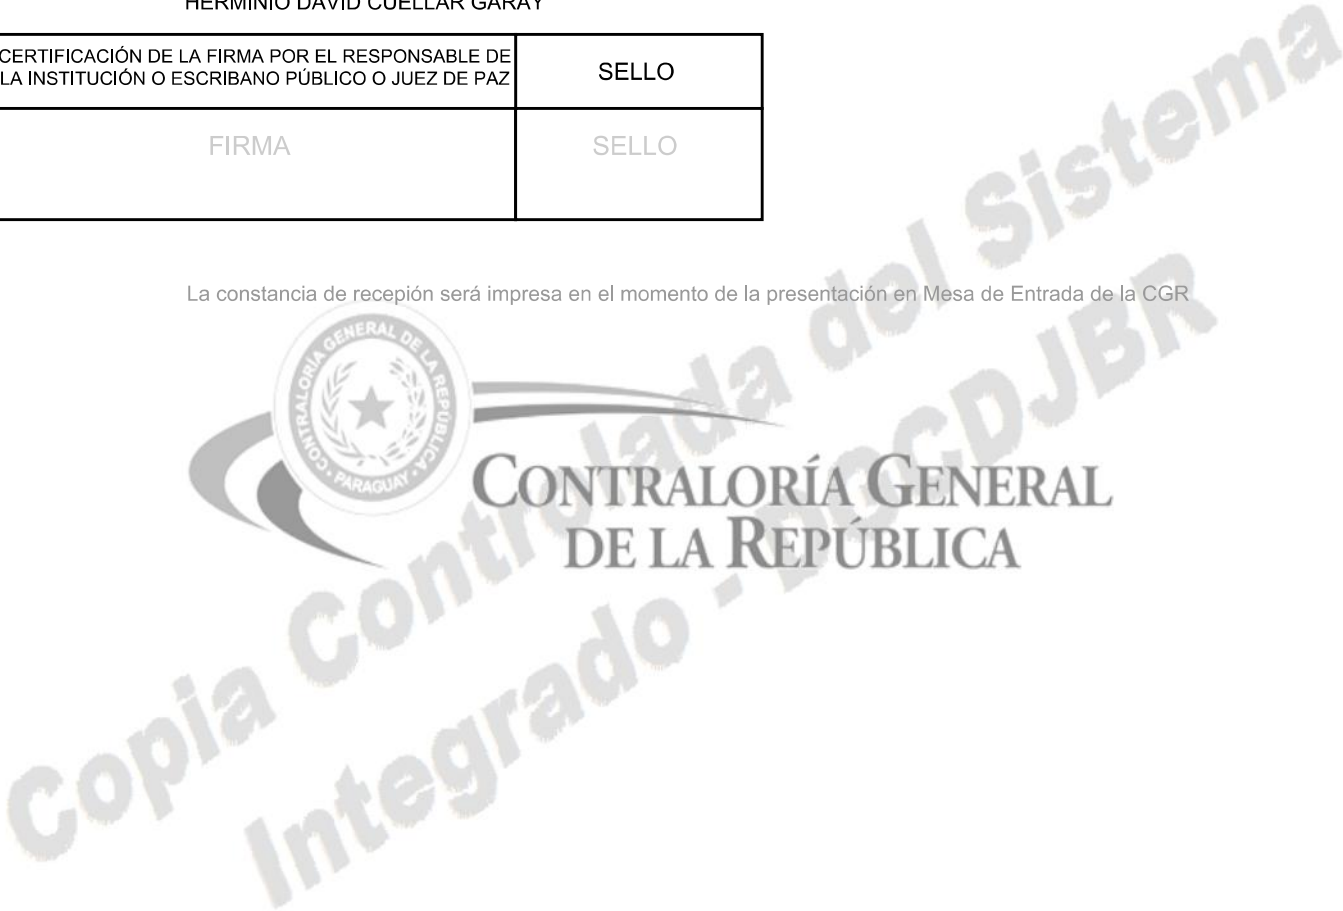 HERMINIO DAVID CUELLAR GARAY
CERTIFICACIÓN DE LA FIRMA POR EL RESPONSABLE DE
LA INSTITUCIÓN O ESCRIBANO PÚBLICO O JUEZ DE PAZ
SELLO
FIRMA
SELLO
La constancia de recepión será impresa en el momento de la presentación en Mesa de Entrada de la CGR
CONTRALORÍA GENERAL DE LA REPÚBLICA
· PARAGUAY ·
CONTRALORÍA GENERAL
DE LA REPÚBLICA
Copia Controlada del Sistema
Integrado - DGCDJBR